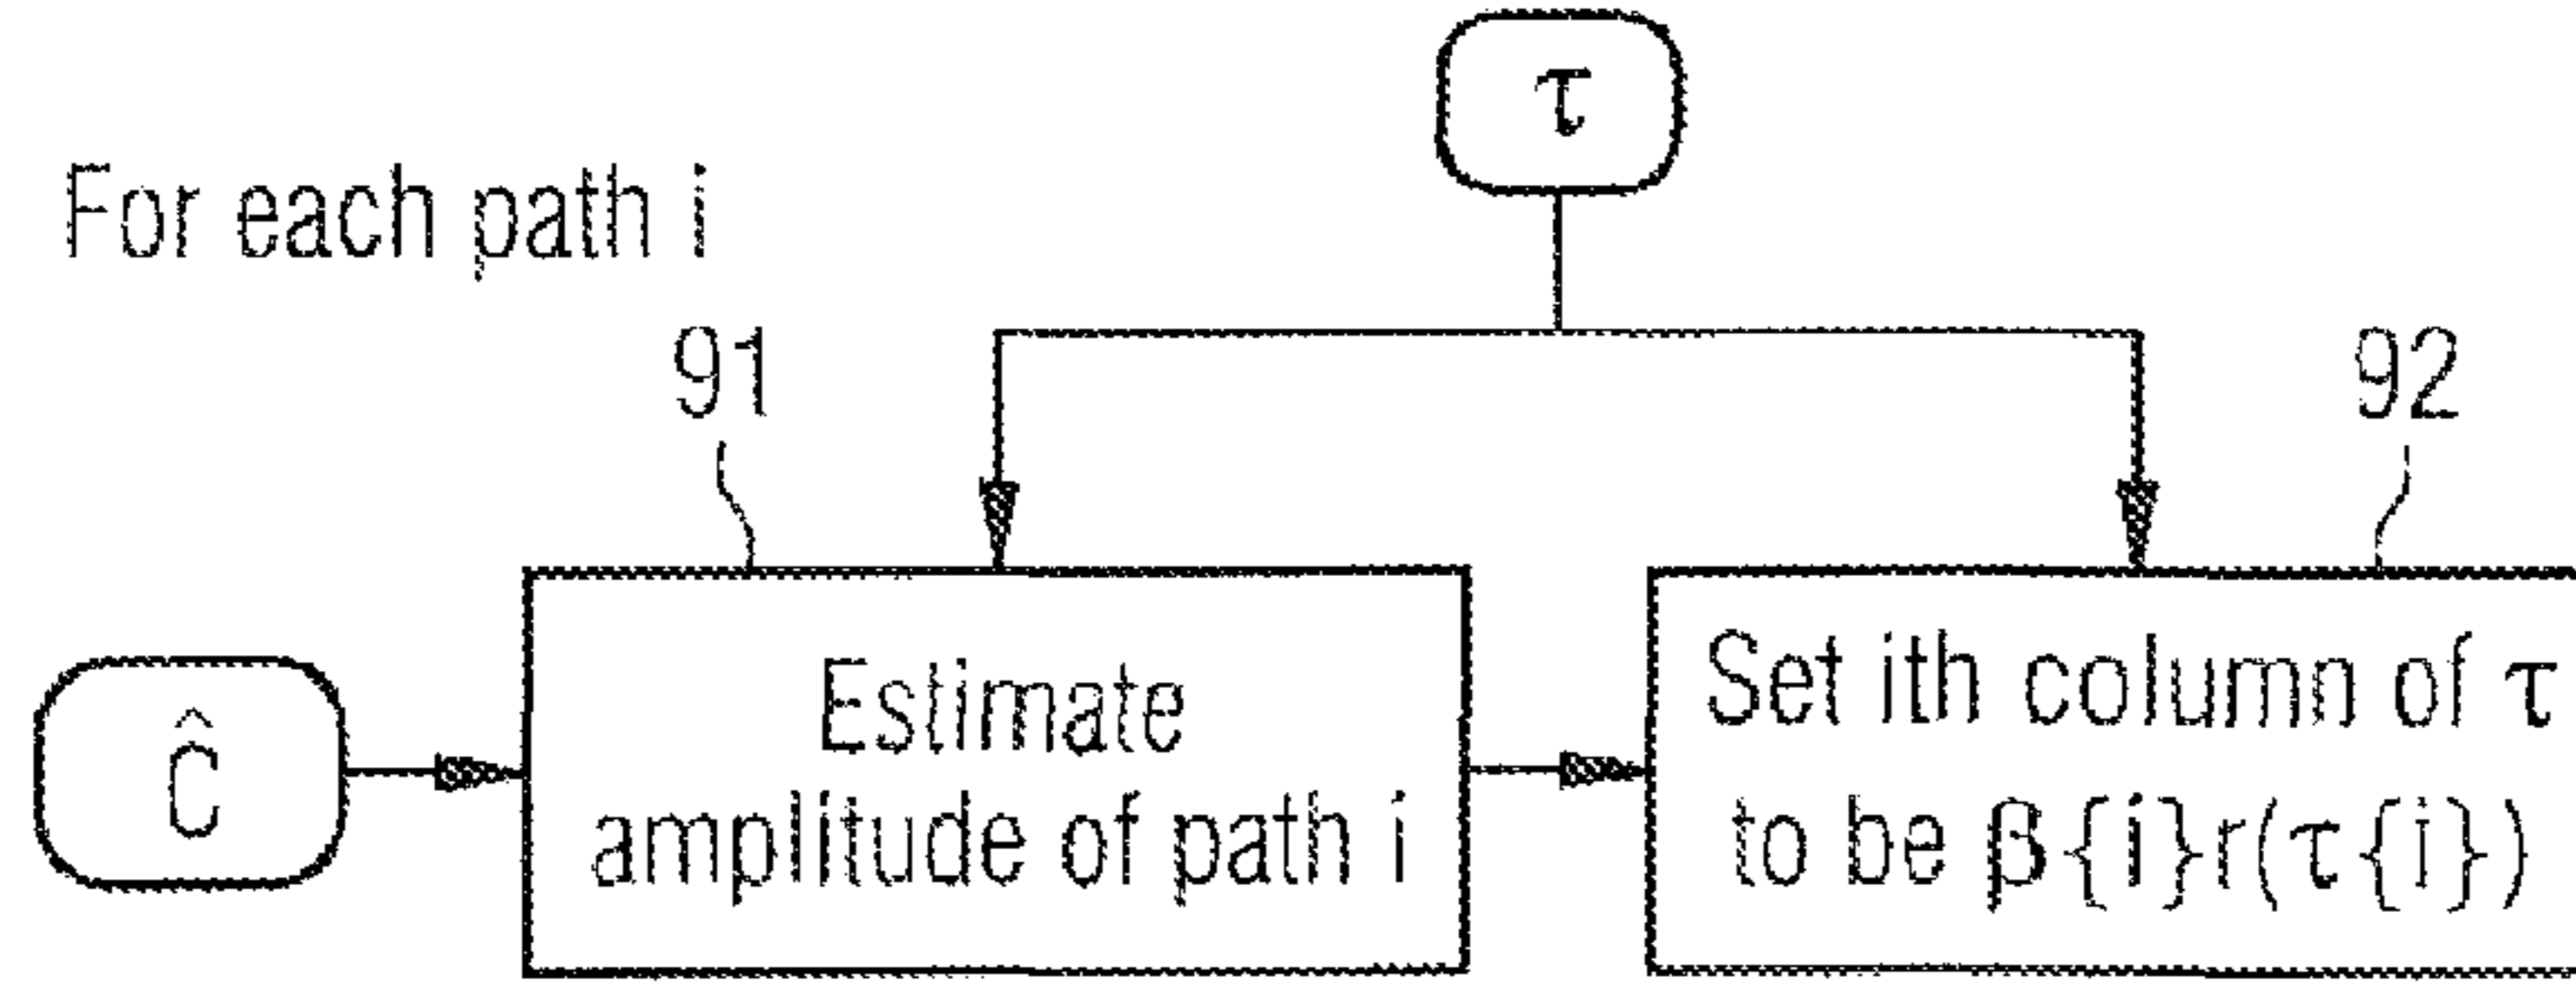 τ
For each path i
91
92
Ĉ
Estimate
amplitude of path i
Set ith column of τ
to be β{i}r(τ{i})